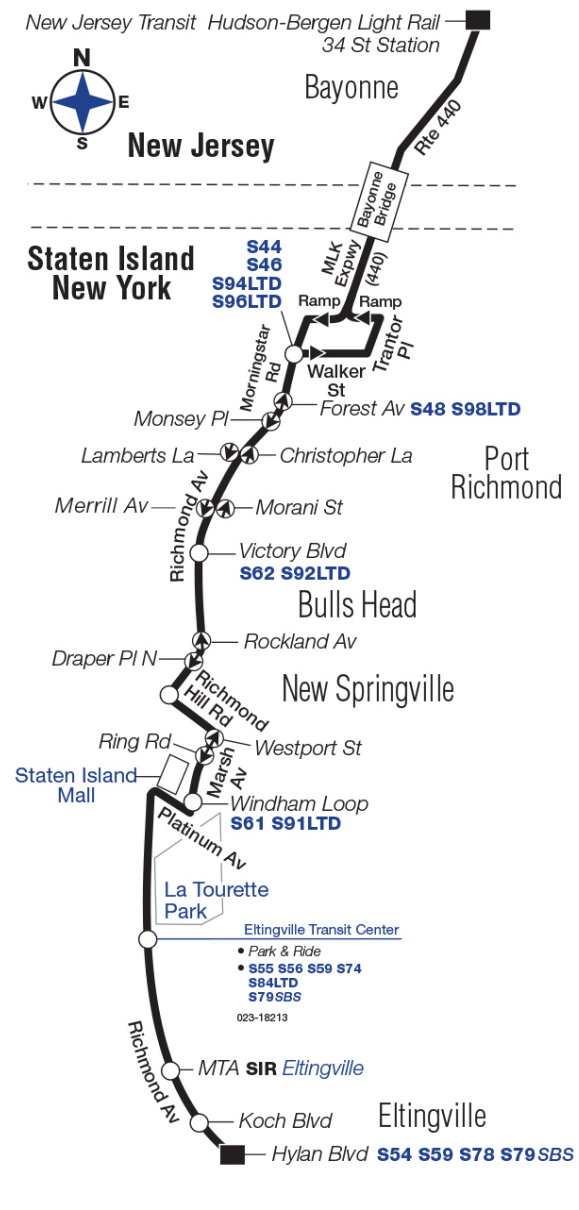 New Jersey Transit Hudson-Bergen Light Rail
34 St Station
N
W
E
S
Bayonne
Rte 440
New Jersey
Bayonne
Bridge
Staten Island
New York
S44
S46
S94LTD
S96LTD
MLK
Expwy
(440)
Ramp
Ramp
Trantor
Pl
Walker
St
Morningstar
Rd
Forest Av S48 S98LTD
Monsey Pl
Lamberts La
Christopher La
Port
Richmond
Richmond Av
Merrill Av
Morani St
Victory Blvd
S62 S92LTD
Bulls Head
Rockland Av
Draper Pl N
Richmond
Hill Rd
New Springville
Ring Rd
Westport St
Marsh
Av
Staten Island
Mall
Windham Loop
S61 S91LTD
Platinum Av
La Tourette
Park
Eltingville Transit Center
• Park & Ride
• S55 S56 S59 S74
S84LTD
S79SBS
023-18213
Richmond Av
MTA SIR Eltingville
Koch Blvd
Eltingville
Hylan Blvd S54 S59 S78 S79SBS